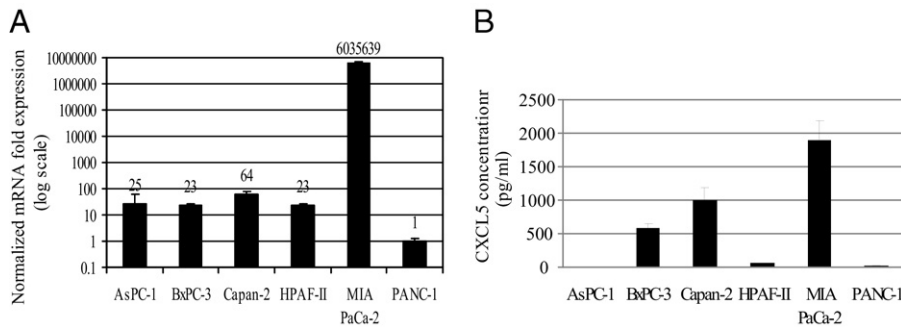 A
Normalized mRNA fold expression
(log scale)
10000000
1000000
100000
10000
1000
100
10
1
0.1
25
23
64
23
6035639
1
AsPC-1 BxPC-3 Capan-2 HPAF-II MIA PANC-1
PaCa-2
B
CXCL5 concentrationr
(pg/ml)
2500
2000
1500
1000
500
0
AsPC-1 BxPC-3 Capan-2 HPAF-II MIA PANC-1
PaCa-2